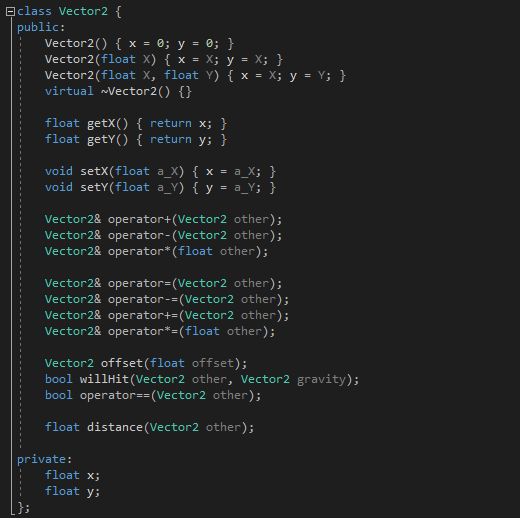 class Vector2 {
public:
    Vector2() { x = 0; y = 0; }
    Vector2(float X) { x = X; y = X; }
    Vector2(float X, float Y) { x = X; y = Y; }
    virtual ~Vector2() {}

    float getX() { return x; }
    float getY() { return y; }

    void setX(float a_X) { x = a_X; }
    void setY(float a_Y) { y = a_Y; }

    Vector2& operator+(Vector2 other);
    Vector2& operator-(Vector2 other);
    Vector2& operator*(float other);

    Vector2& operator=(Vector2 other);
    Vector2& operator-=(Vector2 other);
    Vector2& operator+=(Vector2 other);
    Vector2& operator*=(float other);

    Vector2 offset(float offset);
    bool willHit(Vector2 other, Vector2 gravity);
    bool operator==(Vector2 other);

    float distance(Vector2 other);

private:
    float x;
    float y;
};